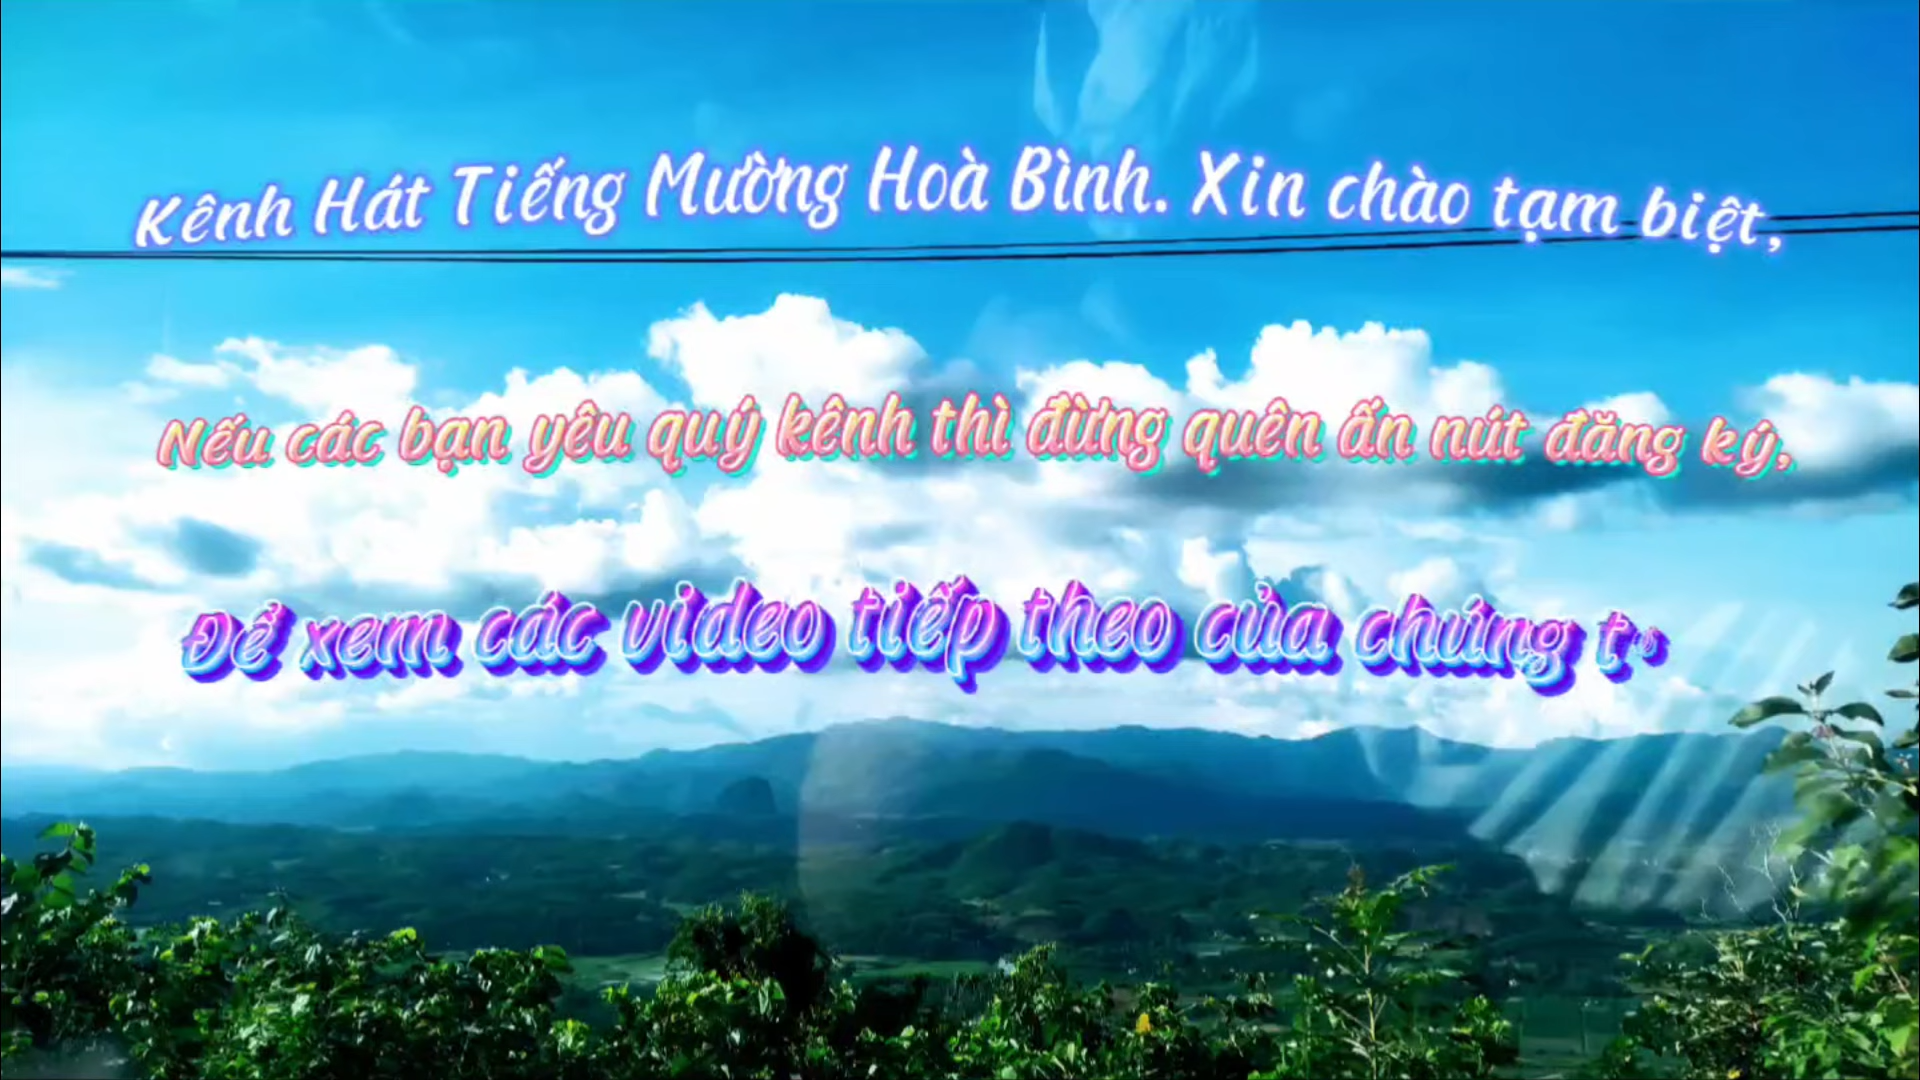 Kênh Hát Tiếng Mường Hoà Bình. Xin chào tạm biệt,
Nếu các bạn yêu quý kênh thì đừng quên ấn nút đăng ký,
Để xem các video tiếp theo của chúng